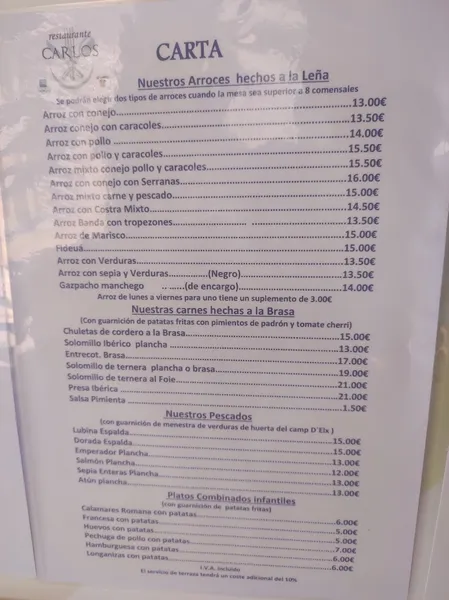 restaurante
CARLOS
CARTA
Nuestros Arroces hechos a la Leña
Se podrán elegir dos tipos de arroces cuando la mesa sea superior a 8 comensales
Arroz con conejo.....13.00€
Arroz conejo con caracoles.....13.50€
Arroz con pollo .....14.00€
Arroz con pollo y caracoles.....15.50€
Arroz mixto conejo pollo y caracoles.....15.50€
Arroz con conejo con Serranas.....16.00€
Arroz mixto carne y pescado.....15.00€
Arroz con Costra Mixto.....14.50€
Arroz Banda con tropezones.....13.50€
Arroz de Marisco.....15.00€
Fideuá.....15.00€
Arroz con Verduras.....13.50€
Arroz con sepia y Verduras.....(Negro).....13.50€
Gazpacho manchego .....(de encargo).....14.00€
Arroz de lunes a viernes para uno tiene un suplemento de 3.00€
Nuestras carnes hechas a la Brasa
(Con guarnición de patatas fritas con pimientos de padrón y tomate cherri)
Chuletas de cordero a la Brasa.....15.00€
Solomillo Ibérico plancha .....13.00€
Entrecot. Brasa.....17.00€
Solomillo de ternera plancha o brasa.....19.00€
Solomillo de ternera al Foie.....21.00€
Presa Ibérica .....21.00€
Salsa Pimienta .....1.50€
Nuestros Pescados
(con guarnición de menestra de verduras de huerta del camp D'Elx )
Lubina Espalda.....15.00€
Dorada Espalda.....15.00€
Emperador Plancha.....13.00€
Salmón Plancha.....12.00€
Sepia Enteras Plancha.....13.00€
Atún plancha.....13.00€
Platos Combinados Infantiles
(con guarnición de patatas fritas)
Calamares Romana con patatas.....6.00€
Francesa con patatas.....5.00€
Huevos con patatas.....5.00€
Pechuga de pollo con patatas.....7.00€
Hamburguesa con patatas.....6.00€
Longaniza con patatas.....6.00€
I.V.A. Incluido
El servicio de terraza tendrá un coste adicional del 10%